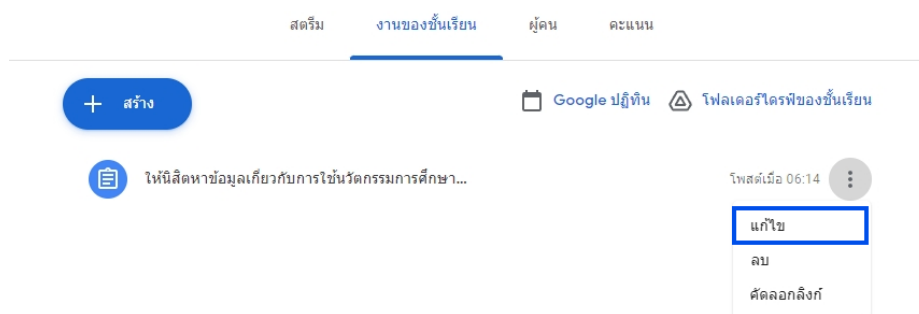 สตรีม งานของชั้นเรียน ผู้คน คะแนน
+ สร้าง Google ปฏิทิน โฟลเดอร์ไดรฟ์ของชั้นเรียน
ให้นิสิตหาข้อมูลเกี่ยวกับการใช้นวัตกรรมการศึกษา... โพสต์เมื่อ 06:14
แก้ไข
ลบ
คัดลอกลิงก์